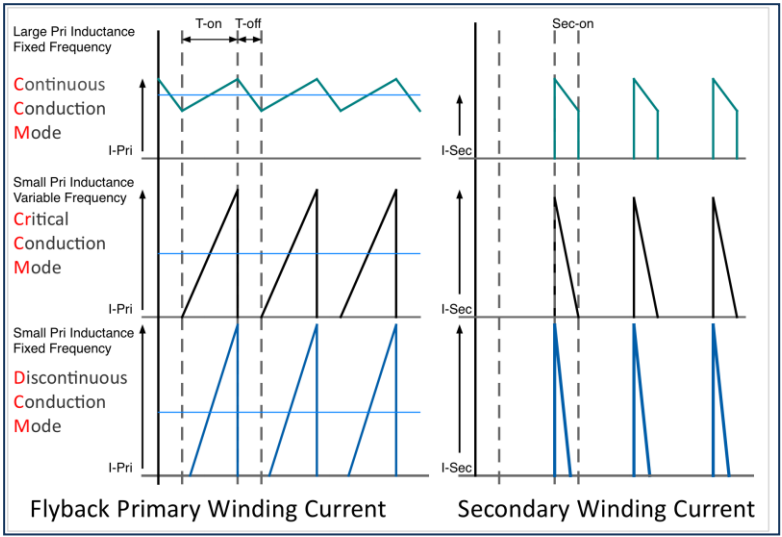 T-on
T-off
Sec-on
Large Pri Inductance
Fixed Frequency
Continuous
Conduction
Mode
I-Pri
I-Sec
Small Pri Inductance
Variable Frequency
Critical
Conduction
Mode
I-Pri
I-Sec
Small Pri Inductance
Fixed Frequency
Discontinuous
Conduction
Mode
I-Pri
I-Sec
Flyback Primary Winding Current
Secondary Winding Current